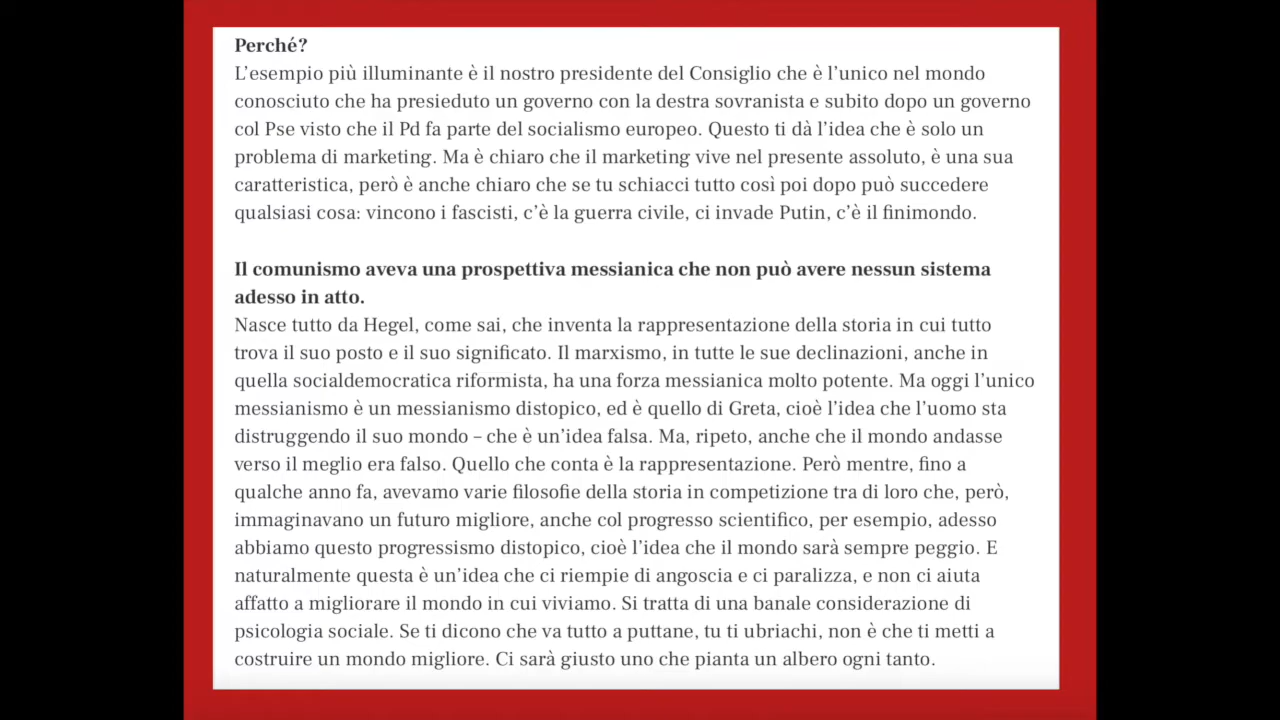 Perché?
L’esempio più illuminante è il nostro presidente del Consiglio che è l’unico nel mondo
conosciuto che ha presieduto un governo con la destra sovranista e subito dopo un governo
col Pse visto che il Pd fa parte del socialismo europeo. Questo ti dà l’idea che è solo un
problema di marketing. Ma è chiaro che il marketing vive nel presente assoluto, è una sua
caratteristica, però è anche chiaro che se tu schiacci tutto così poi dopo può succedere
qualsiasi cosa: vincono i fascisti, c’è la guerra civile, ci invade Putin, c’è il finimondo.
Il comunismo aveva una prospettiva messianica che non può avere nessun sistema
adesso in atto.
Nasce tutto da Hegel, come sai, che inventa la rappresentazione della storia in cui tutto
trova il suo posto e il suo significato. Il marxismo, in tutte le sue declinazioni, anche in
quella socialdemocratica riformista, ha una forza messianica molto potente. Ma oggi l’unico
messianismo è un messianismo distopico, ed è quello di Greta, cioè l’idea che l’uomo sta
distruggendo il suo mondo – che è un’idea falsa. Ma, ripeto, anche che il mondo andasse
verso il meglio era falso. Quello che conta è la rappresentazione. Però mentre, fino a
qualche anno fa, avevamo varie filosofie della storia in competizione tra di loro che, però,
immaginavano un futuro migliore, anche col progresso scientifico, per esempio, adesso
abbiamo questo progressismo distopico, cioè l’idea che il mondo sarà sempre peggio. E
naturalmente questa è un’idea che ci riempie di angoscia e ci paralizza, e non ci aiuta
affatto a migliorare il mondo in cui viviamo. Si tratta di una banale considerazione di
psicologia sociale. Se ti dicono che va tutto a puttane, tu ti ubriachi, non è che ti metti a
costruire un mondo migliore. Ci sarà giusto uno che pianta un albero ogni tanto.